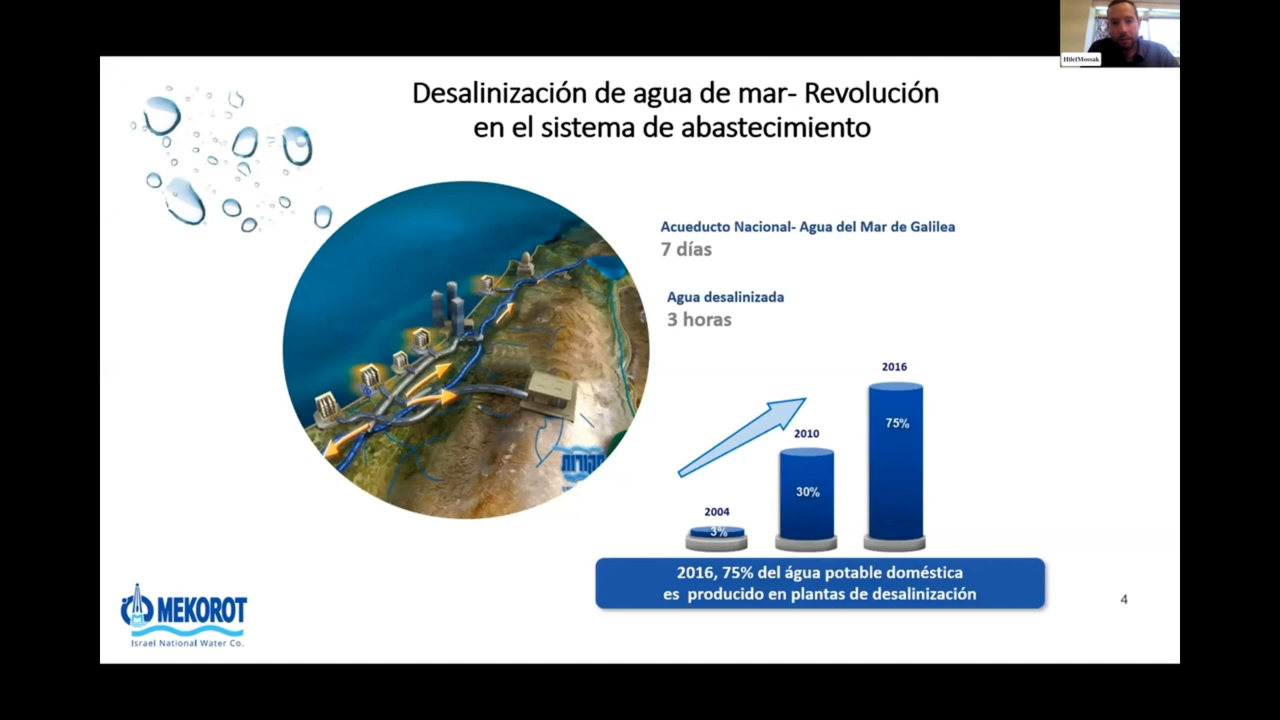 HilelMossak
Desalinización de agua de mar- Revolución
en el sistema de abastecimiento
Acueducto Nacional- Agua del Mar de Galilea
7 días
Agua desalinizada
3 horas
2016
75%
2010
30%
2004
3%
מקורות
2016, 75% del água potable doméstica
es producido en plantas de desalinización
4
MEKOROT
Israel National Water Co.